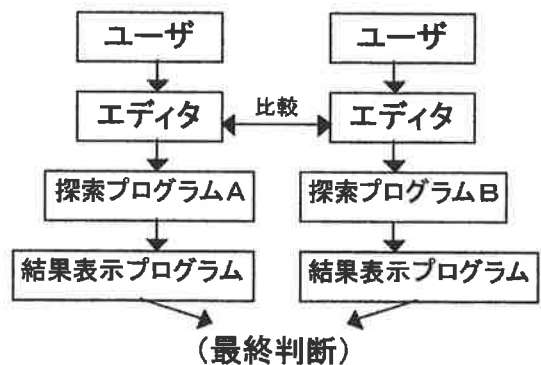 ユーザ ユーザ
エディタ 比較 エディタ
探索プログラムA 探索プログラムB
結果表示プログラム 結果表示プログラム
（最終判断）